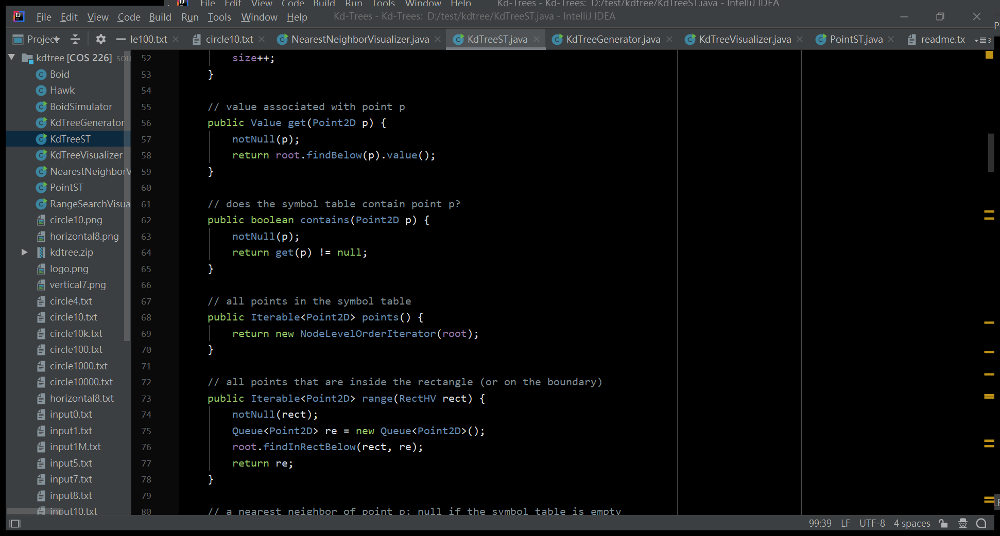 File Edit View Code Build Run Tools Window Help Kd-Trees - Kd-Trees: D:/test/kdtree/KdTreeST.java - IntelliJ IDEA
File Edit View Code Build Run Tools Window Help Kd-Trees - Kd-Trees: D:/test/kdtree/KdTreeST.java - IntelliJ IDEA
Project le100.txt circle10.txt NearestNeighborVisualizer.java KdTreeST.java KdTreeGenerator.java KdTreeVisualizer.java PointST.java readme.tx 3
kdtree [COS 226] sou
Boid
Hawk
BoidSimulator
KdTreeGenerator
KdTreeST
KdTreeVisualizer
NearestNeighborV
PointST
RangeSearchVisua
circle10.png
horizontal8.png
kdtree.zip
logo.png
vertical7.png
circle4.txt
circle10.txt
circle10k.txt
circle100.txt
circle1000.txt
circle10000.txt
horizontal8.txt
input0.txt
input1.txt
input1M.txt
input5.txt
input7.txt
input8.txt
input10.txt
52 size++;
53 }
54
55 // value associated with point p
56 public Value get(Point2D p) {
57 notNull(p);
58 return root.findBelow(p).value();
59 }
60
61 // does the symbol table contain point p?
62 public boolean contains(Point2D p) {
63 notNull(p);
64 return get(p) != null;
65 }
66
67 // all points in the symbol table
68 public Iterable<Point2D> points() {
69 return new NodeLevelOrderIterator(root);
70 }
71
72 // all points that are inside the rectangle (or on the boundary)
73 public Iterable<Point2D> range(RectHV rect) {
74 notNull(rect);
75 Queue<Point2D> re = new Queue<Point2D>();
76 root.findInRectBelow(rect, re);
77 return re;
78 }
79
80 // a nearest neighbor of point p; null if the symbol table is empty
99:39 LF UTF-8 4 spaces